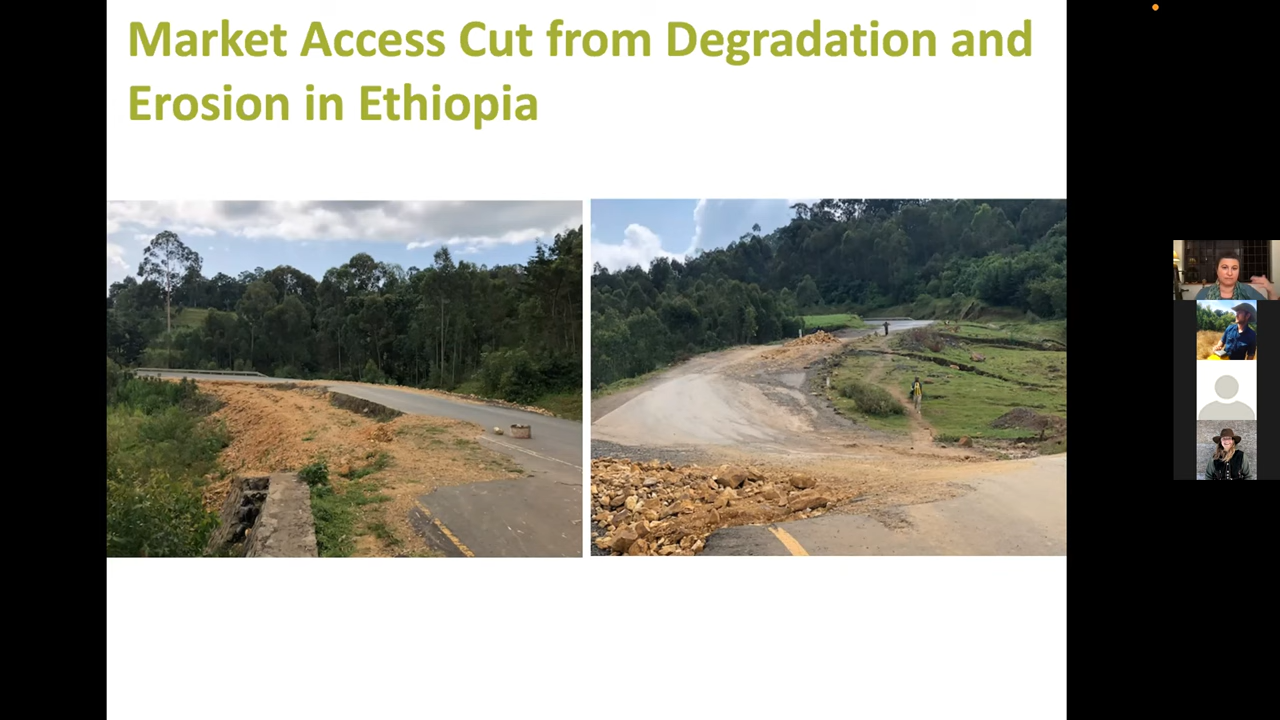 Market Access Cut from Degradation and
Erosion in Ethiopia